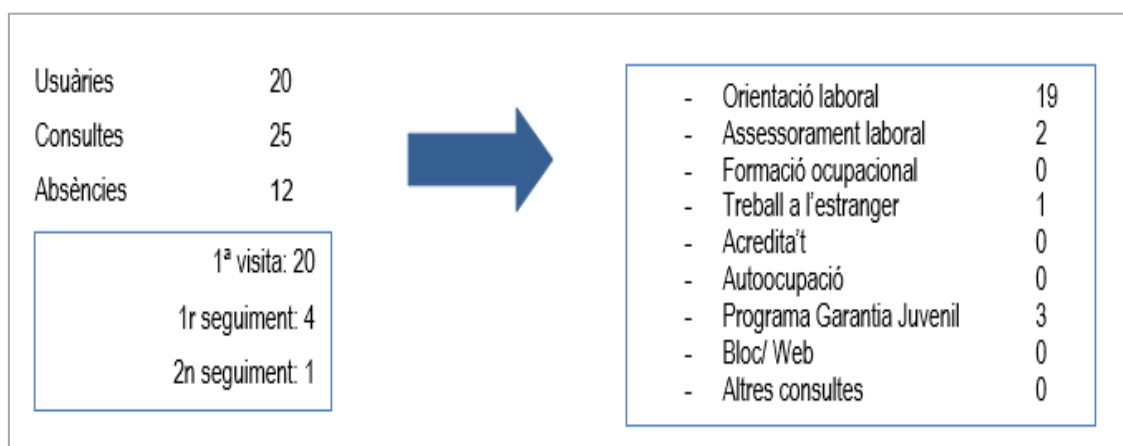 Usuàries 20
Consultes 25
Absències 12
1ª visita: 20
1r seguiment: 4
2n seguiment: 1
- Orientació laboral 19
- Assessorament laboral 2
- Formació ocupacional 0
- Treball a l’estranger 1
- Acredita’t 0
- Autoocupació 0
- Programa Garantia Juvenil 3
- Bloc/ Web 0
- Altres consultes 0